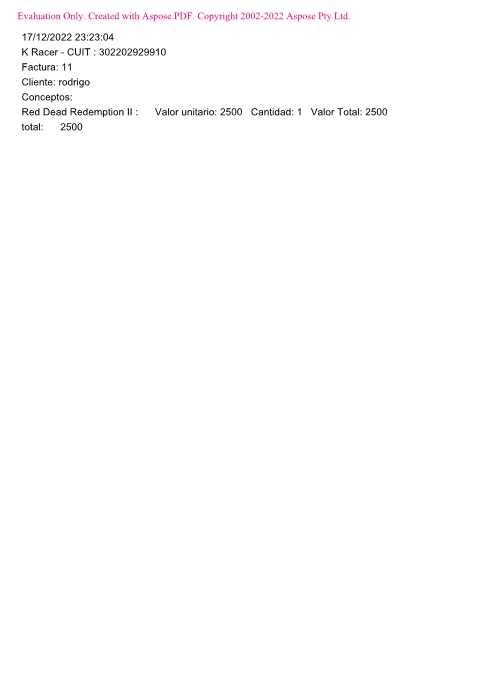 Evaluation Only. Created with Aspose.PDF. Copyright 2002-2022 Aspose Pty Ltd.
17/12/2022 23:23:04
K Racer - CUIT : 302202929910
Factura: 11
Cliente: rodrigo
Conceptos:
Red Dead Redemption II : Valor unitario: 2500 Cantidad: 1 Valor Total: 2500
total: 2500